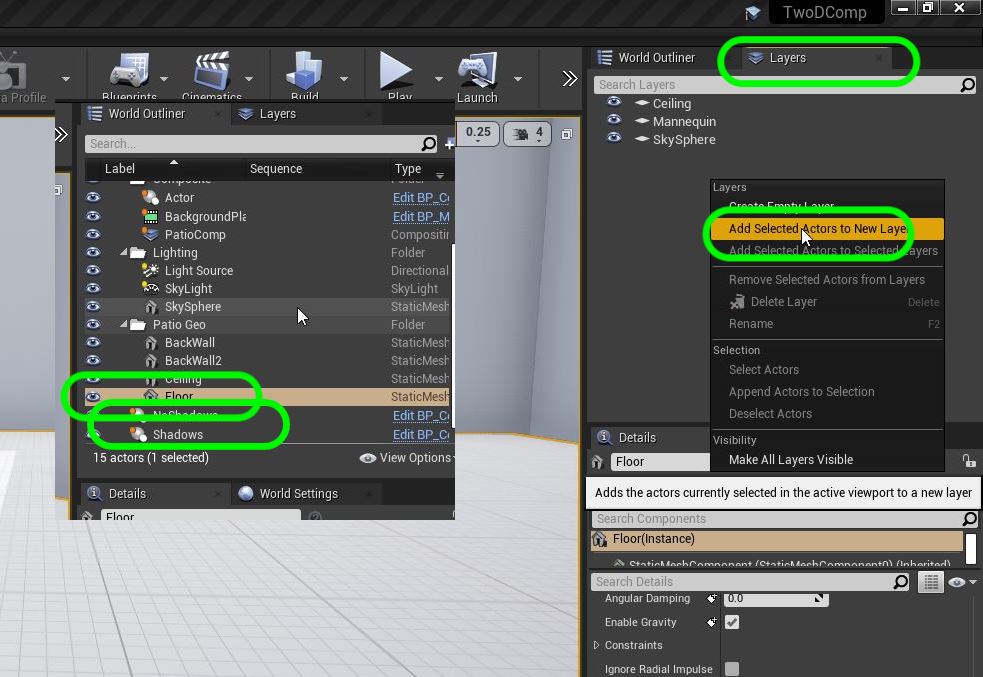 TwoDComp
a Profile
Blueprints
Cinematics
Build
Play
Launch
World Outliner
Layers
Search Layers
Ceiling
Mannequin
SkySphere
World Outliner
Layers
Search...
Label
Sequence
Type
0.25
4
Composite
Folder
Actor
Edit BP_C
BackgroundPla
Edit BP_M
PatioComp
Compositin
Lighting
Folder
Light Source
Directional
SkyLight
SkyLight
SkySphere
StaticMesh
Patio Geo
Folder
BackWall
StaticMesh
BackWall2
StaticMesh
Ceiling
StaticMesh
Floor
StaticMesh
NoShadows
Edit BP_C
Shadows
Edit BP_C
15 actors (1 selected)
View Options
Details
World Settings
Floor
Layers
Create Empty Layer
Add Selected Actors to New Layer
Add Selected Actors to Selected Layers
Remove Selected Actors from Layers
Delete Layer
Delete
Rename
F2
Selection
Select Actors
Append Actors to Selection
Deselect Actors
Visibility
Make All Layers Visible
Details
Floor
Adds the actors currently selected in the active viewport to a new layer
Search Components
Floor(Instance)
StaticMeshComponent (StaticMeshComponent0) (Inherited)
Search Details
Angular Damping
0.0
Enable Gravity
Constraints
Ignore Radial Impulse